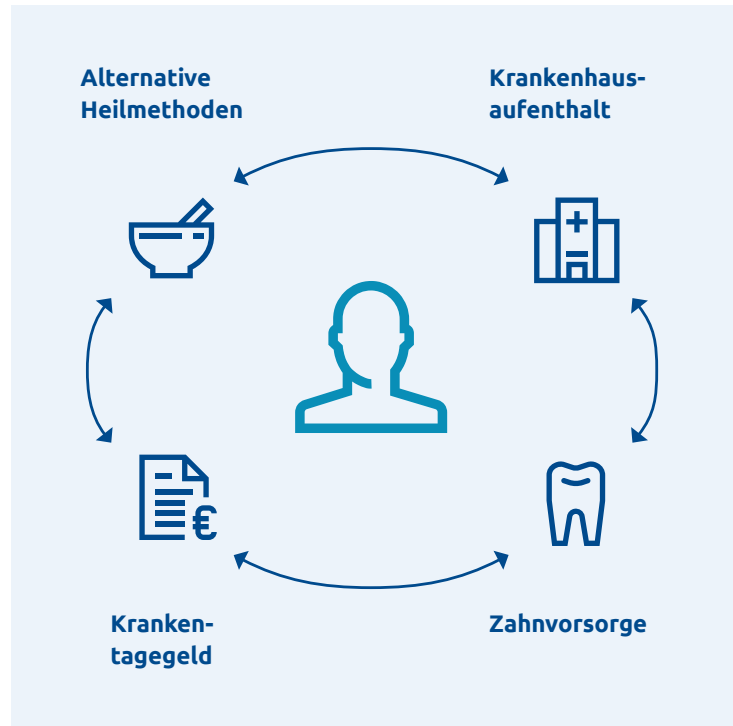 Alternative
Heilmethoden
Krankenhaus-
aufenthalt
€
Kranken-
tagegeld
Zahnvorsorge